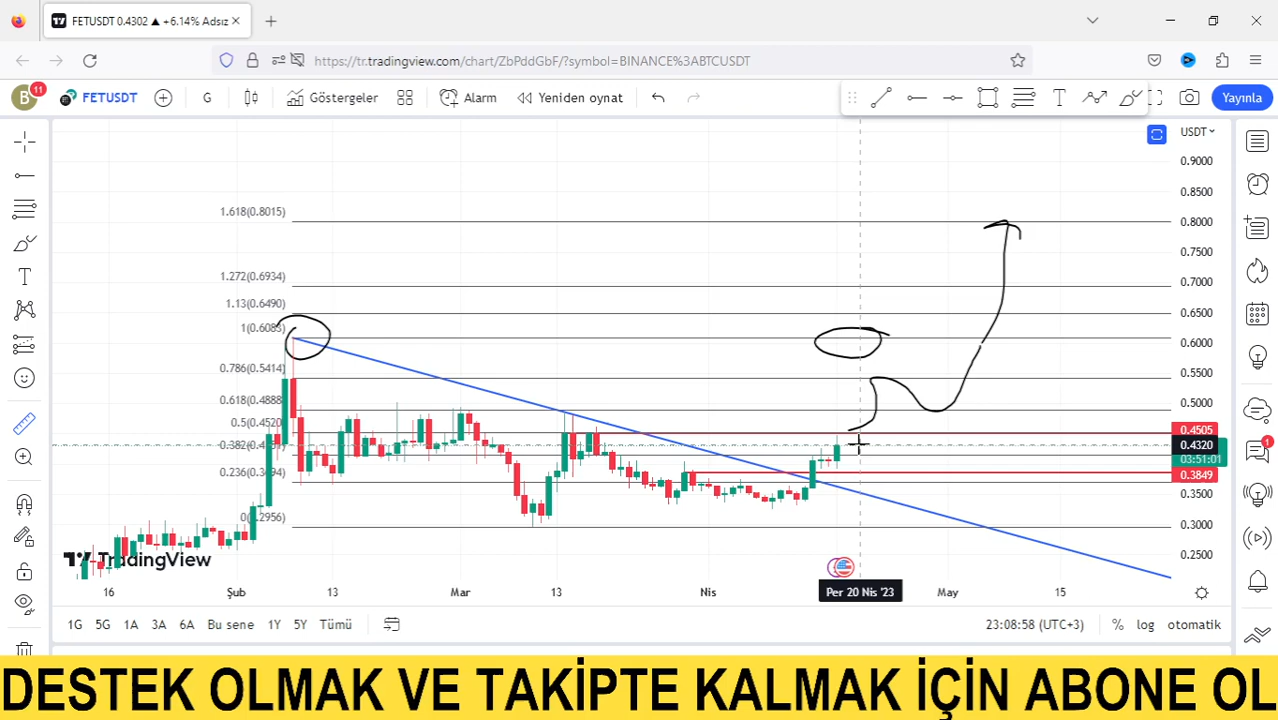 FETUSDT 0.4302 ▲ +6.14% Adsız
https://tr.tradingview.com/chart/ZbPddGbF/?symbol=BINANCE%3ABTCUSDT
B 11 FETUSDT G Göstergeler Alarm Yeniden oynat Yayınla
USDT
0.9000
0.8500
1.618(0.8015) 0.8000
0.7500
1.272(0.6934) 0.7000
1.13(0.6490) 0.6500
1(0.6085) 0.6000
0.786(0.5414) 0.5500
0.618(0.4888) 0.5000
0.5(0.4520) 0.4505
0.4320
03:51:01
0.236(0.3694) 0.3849
0.3500
0(0.2956) 0.3000
0.2500
TradingView
16 Şub 13 Mar 13 Nis Per 20 Nis '23 May 15
1G 5G 1A 3A 6A Bu sene 1Y 5Y Tümü 23:08:58 (UTC+3) % log otomatik
DESTEK OLMAK VE TAKİPTE KALMAK İÇİN ABONE OL